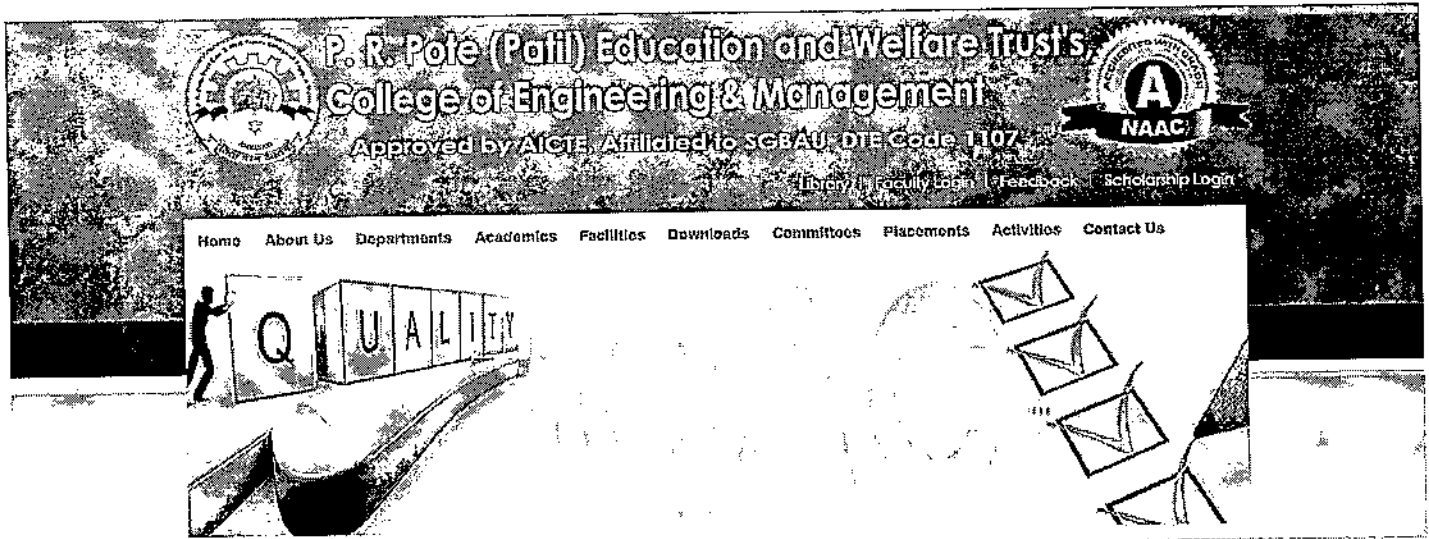 P. R. Pote (Patil) Education and Welfare Trust's,
College of Engineering & Management
Approved by AICTE, Affiliated to SGBAU, DTE Code 1107
A
NAAC
Library | Faculty Login | Feedback | Scholarship Login
Home About Us Departments Academics Facilities Downloads Committees Placements Activities Contact Us
QUALITY